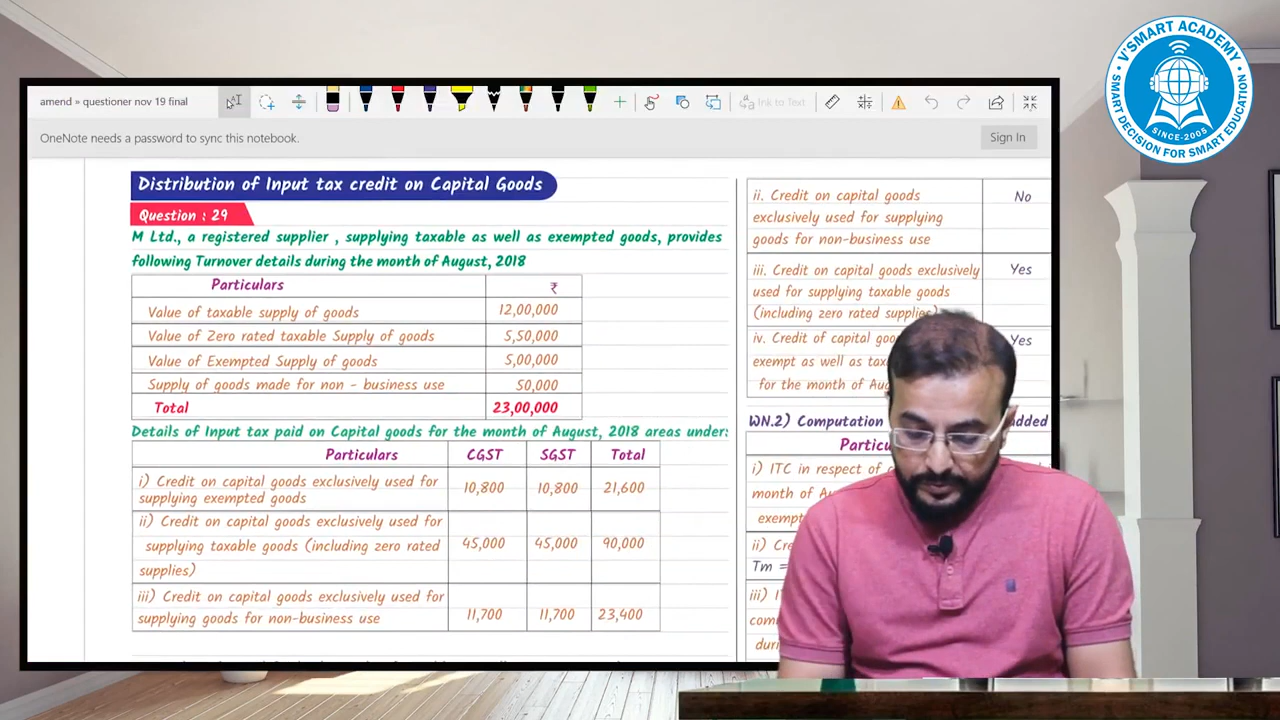 V'SMART ACADEMY
SMART DECISION FOR SMART EDUCATION
SINCE-2005
amend » questioner nov 19 final
Ink to Text
OneNote needs a password to sync this notebook.
Sign In
Distribution of Input tax credit on Capital Goods
Question : 29
M Ltd., a registered supplier , supplying taxable as well as exempted goods, provides
following Turnover details during the month of August, 2018
Particulars ₹
Value of taxable supply of goods 12,00,000
Value of Zero rated taxable Supply of goods 5,50,000
Value of Exempted Supply of goods 5,00,000
Supply of goods made for non - business use 50,000
Total 23,00,000
Details of Input tax paid on Capital goods for the month of August, 2018 areas under:
Particulars CGST SGST Total
i) Credit on capital goods exclusively used for
supplying exempted goods 10,800 10,800 21,600
ii) Credit on capital goods exclusively used for
supplying taxable goods (including zero rated 45,000 45,000 90,000
supplies)
iii) Credit on capital goods exclusively used for
supplying goods for non-business use 11,700 11,700 23,400
ii. Credit on capital goods No
exclusively used for supplying
goods for non-business use
iii. Credit on capital goods exclusively Yes
used for supplying taxable goods
(including zero rated supplies)
iv. Credit of capital Yes
exempt as well as
for the month of
WN.2) Computation added
i) ITC in respect of
month of
ii)
Tm =
iii)